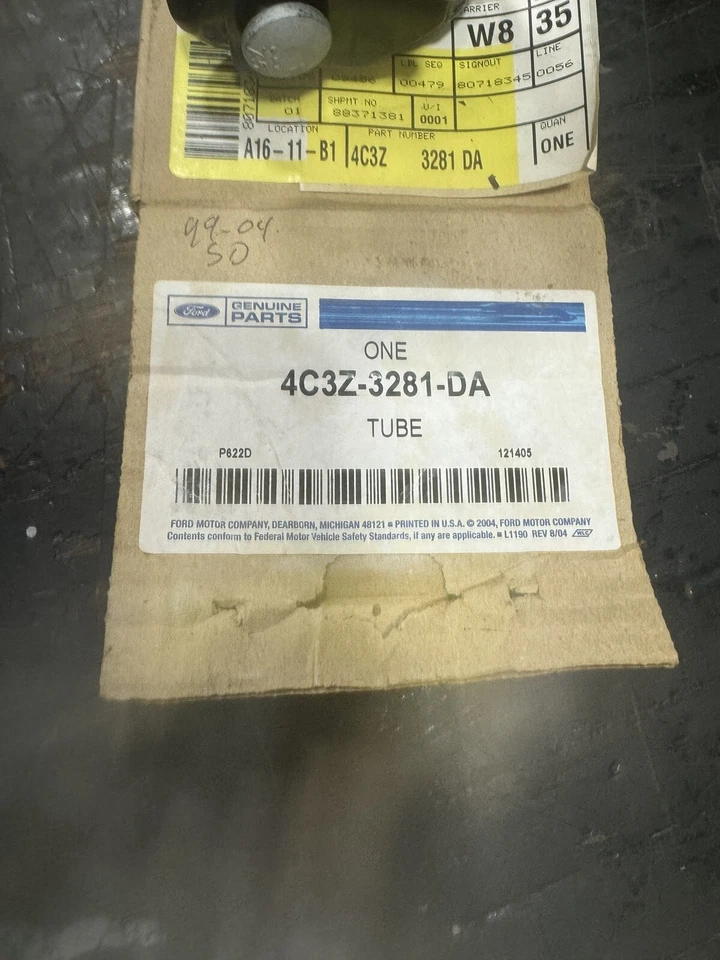 CARRIER
W8 35
LBL SEQ SIGNOUT LINE
00479 80718345 0056
BATCH SHPMT NO U/I
01 88371381 0001
LOCATION PART NUMBER QUAN
A16-11-B1 4C3Z 3281 DA ONE
99-04
SD
Ford GENUINE PARTS
ONE
4C3Z-3281-DA
TUBE
P622D 121405
FORD MOTOR COMPANY, DEARBORN, MICHIGAN 48121 ■ PRINTED IN U.S.A. © 2004, FORD MOTOR COMPANY
Contents conform to Federal Motor Vehicle Safety Standards, if any are applicable. ■ L1190 REV 8/04 WLC